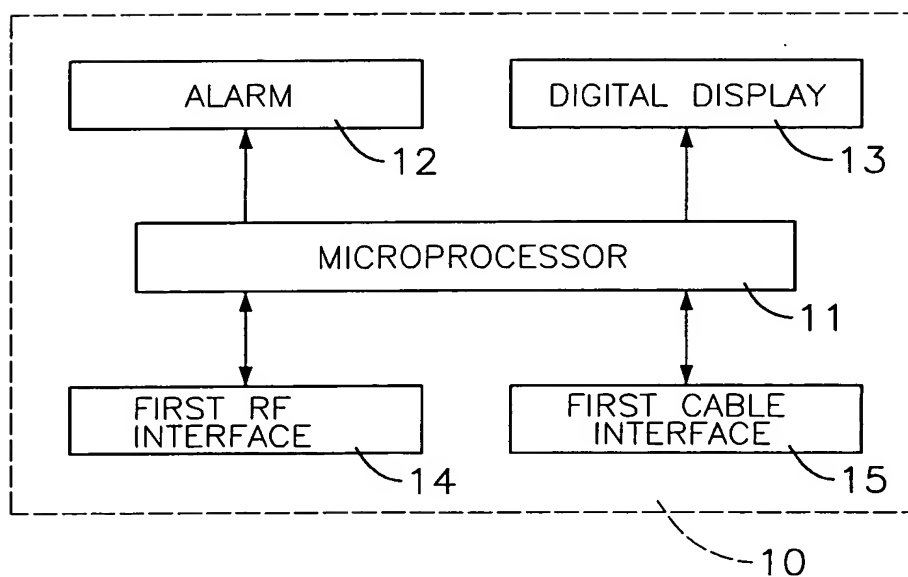 ALARM
12
DIGITAL DISPLAY
13
MICROPROCESSOR
11
FIRST RF
INTERFACE
14
FIRST CABLE
INTERFACE
15
10